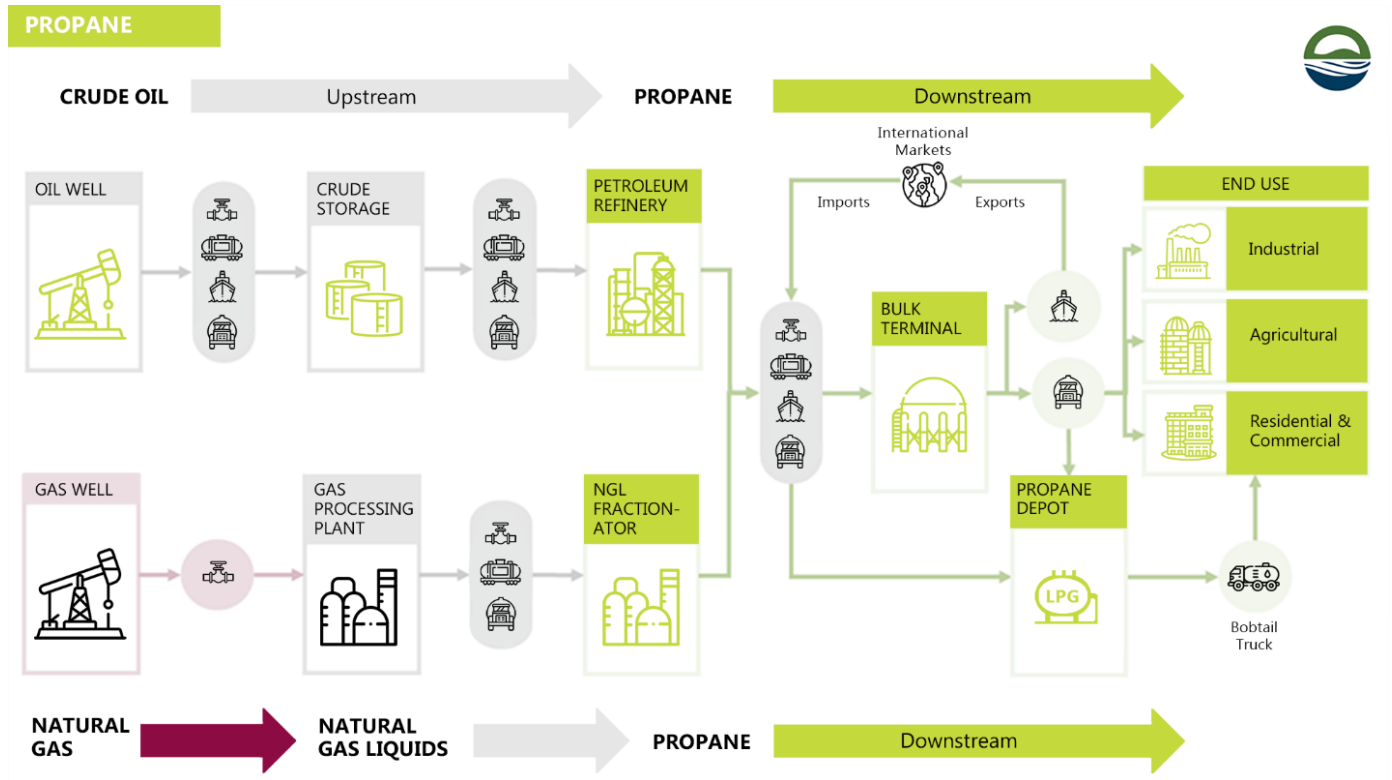 PROPANE
CRUDE OIL
Upstream
PROPANE
Downstream
International
Markets
Imports
Exports
OIL WELL
CRUDE
STORAGE
PETROLEUM
REFINERY
BULK
TERMINAL
END USE
Industrial
Agricultural
Residential &
Commercial
GAS WELL
GAS
PROCESSING
PLANT
NGL
FRACTION-
ATOR
PROPANE
DEPOT
LPG
Bobtail
Truck
NATURAL
GAS
NATURAL
GAS LIQUIDS
PROPANE
Downstream